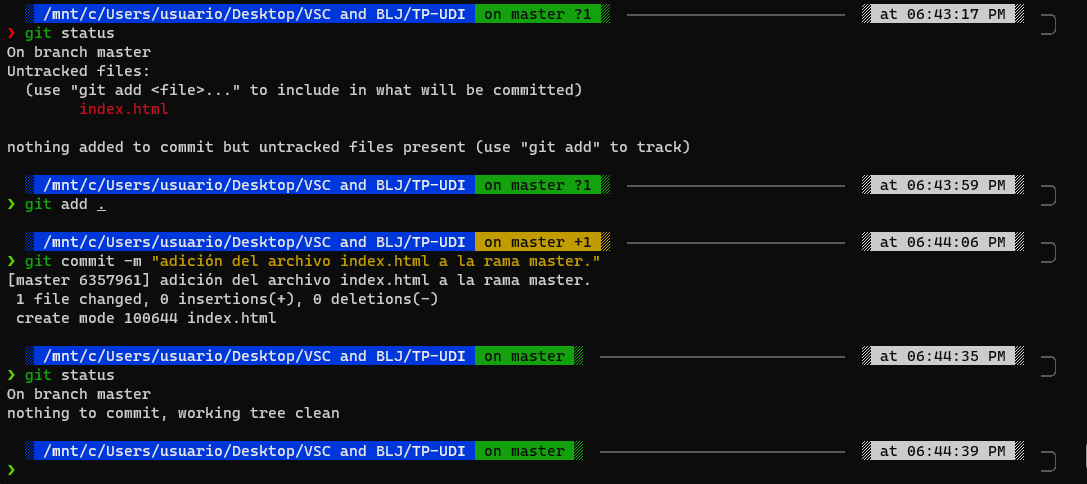 /mnt/c/Users/usuario/Desktop/VSC and BLJ/TP-UDI on master ?1 at 06:43:17 PM
❯ git status
On branch master
Untracked files:
  (use "git add <file>..." to include in what will be committed)
        index.html
nothing added to commit but untracked files present (use "git add" to track)
/mnt/c/Users/usuario/Desktop/VSC and BLJ/TP-UDI on master ?1 at 06:43:59 PM
❯ git add .
/mnt/c/Users/usuario/Desktop/VSC and BLJ/TP-UDI on master +1 at 06:44:06 PM
❯ git commit -m "adición del archivo index.html a la rama master."
[master 6357961] adición del archivo index.html a la rama master.
 1 file changed, 0 insertions(+), 0 deletions(-)
 create mode 100644 index.html
/mnt/c/Users/usuario/Desktop/VSC and BLJ/TP-UDI on master at 06:44:35 PM
❯ git status
On branch master
nothing to commit, working tree clean
/mnt/c/Users/usuario/Desktop/VSC and BLJ/TP-UDI on master at 06:44:39 PM
❯